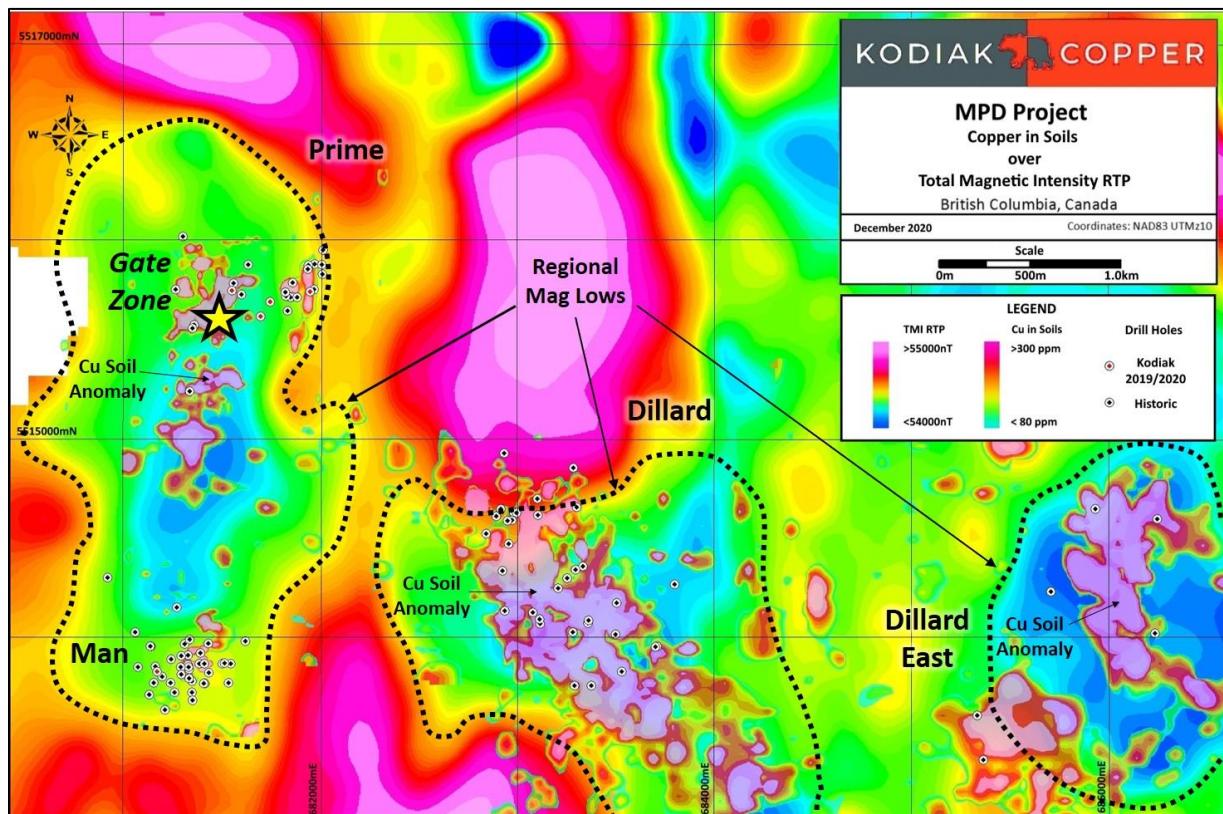 5517000mN
N
W E
S
Prime
Gate
Zone
Cu Soil
Anomaly
5515000mN
Man
682000mE
Regional
Mag Lows
Dillard
Cu Soil
Anomaly
684000mE
Dillard
East
Cu Soil
Anomaly
686000mE
KODIAK COPPER
MPD Project
Copper in Soils
over
Total Magnetic Intensity RTP
British Columbia, Canada
December 2020 Coordinates: NAD83 UTMz10
Scale
0m 500m 1.0km
LEGEND
TMI RTP Cu in Soils Drill Holes
>55000nT >300 ppm
Kodiak
2019/2020
Historic
<54000nT < 80 ppm